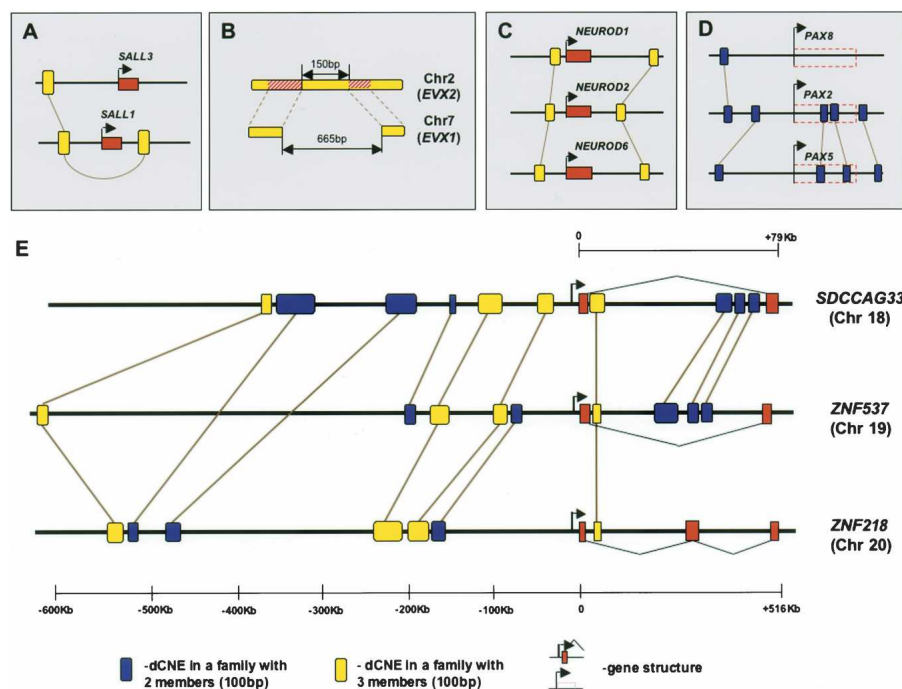 A
SALL3
SALL1
B
150bp
Chr2
(EVX2)
Chr7
(EVX1)
665bp
C
NEUROD1
NEUROD2
NEUROD6
D
PAX8
PAX2
PAX5
E
0
+79Kb
SDCCAG33
(Chr 18)
ZNF537
(Chr 19)
ZNF218
(Chr 20)
-600Kb
-500Kb
-400Kb
-300Kb
-200Kb
-100Kb
0
+516Kb
-dCNE in a family with
2 members (100bp)
- dCNE in a family with
3 members (100bp)
-gene structure